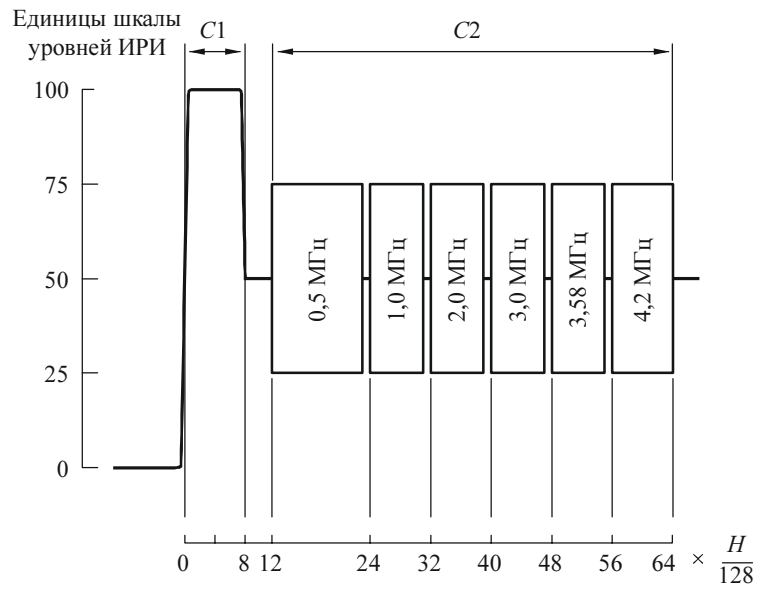 Единицы шкалы
уровней ИРИ
C1
C2
100
75
50
25
0
0,5 МГц
1,0 МГц
2,0 МГц
3,0 МГц
3,58 МГц
4,2 МГц
0 8 12 24 32 40 48 56 64 × H/128